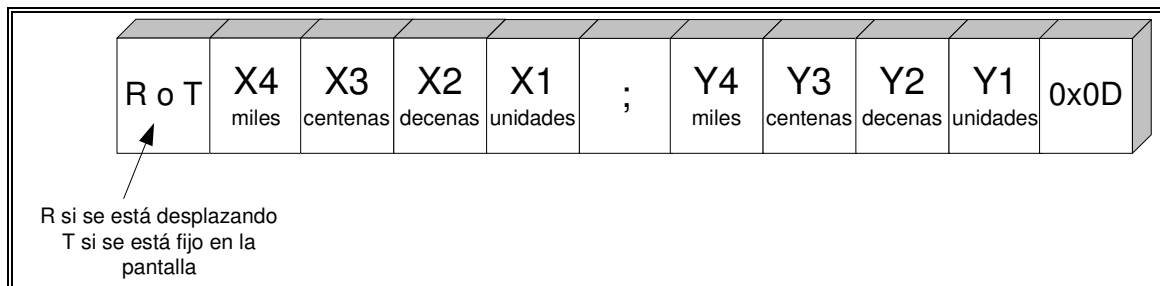 R o T X4 X3 X2 X1 ; Y4 Y3 Y2 Y1 0x0D
miles centenas decenas unidades miles centenas decenas unidades
R si se está desplazando
T si se está fijo en la
pantalla